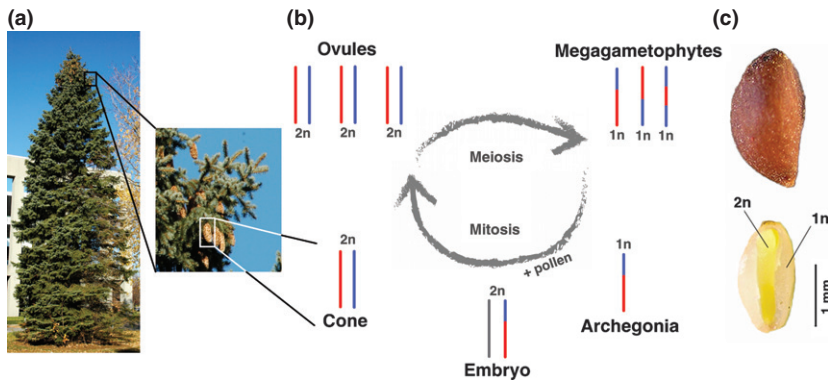 (a)
(b)
(c)
Ovules
Megagametophytes
2n 2n 2n
1n 1n 1n
Meiosis
Mitosis
+ pollen
2n
Cone
2n
Embryo
1n
Archegonia
2n
1n
1 mm